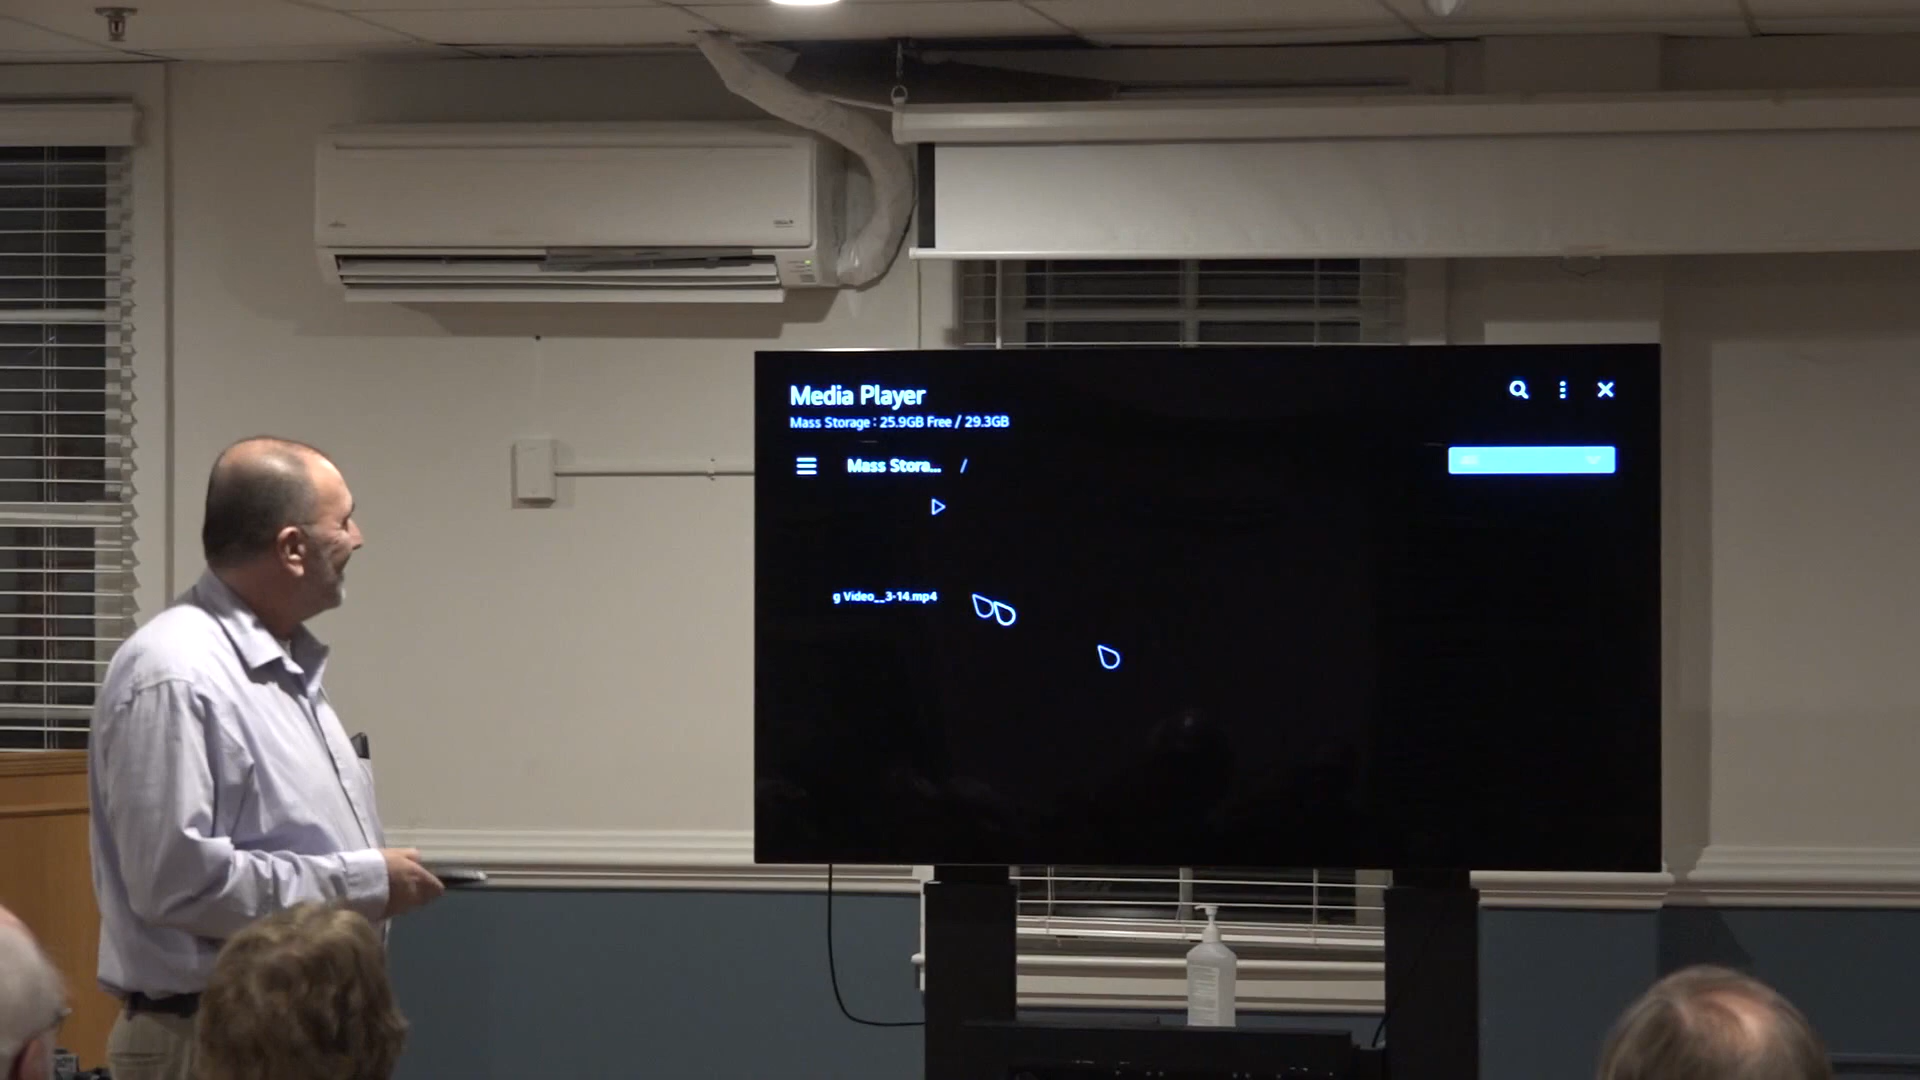 Media Player
Mass Storage : 25.9GB Free / 29.3GB
Mass Stora... /
g Video__3-14.mp4